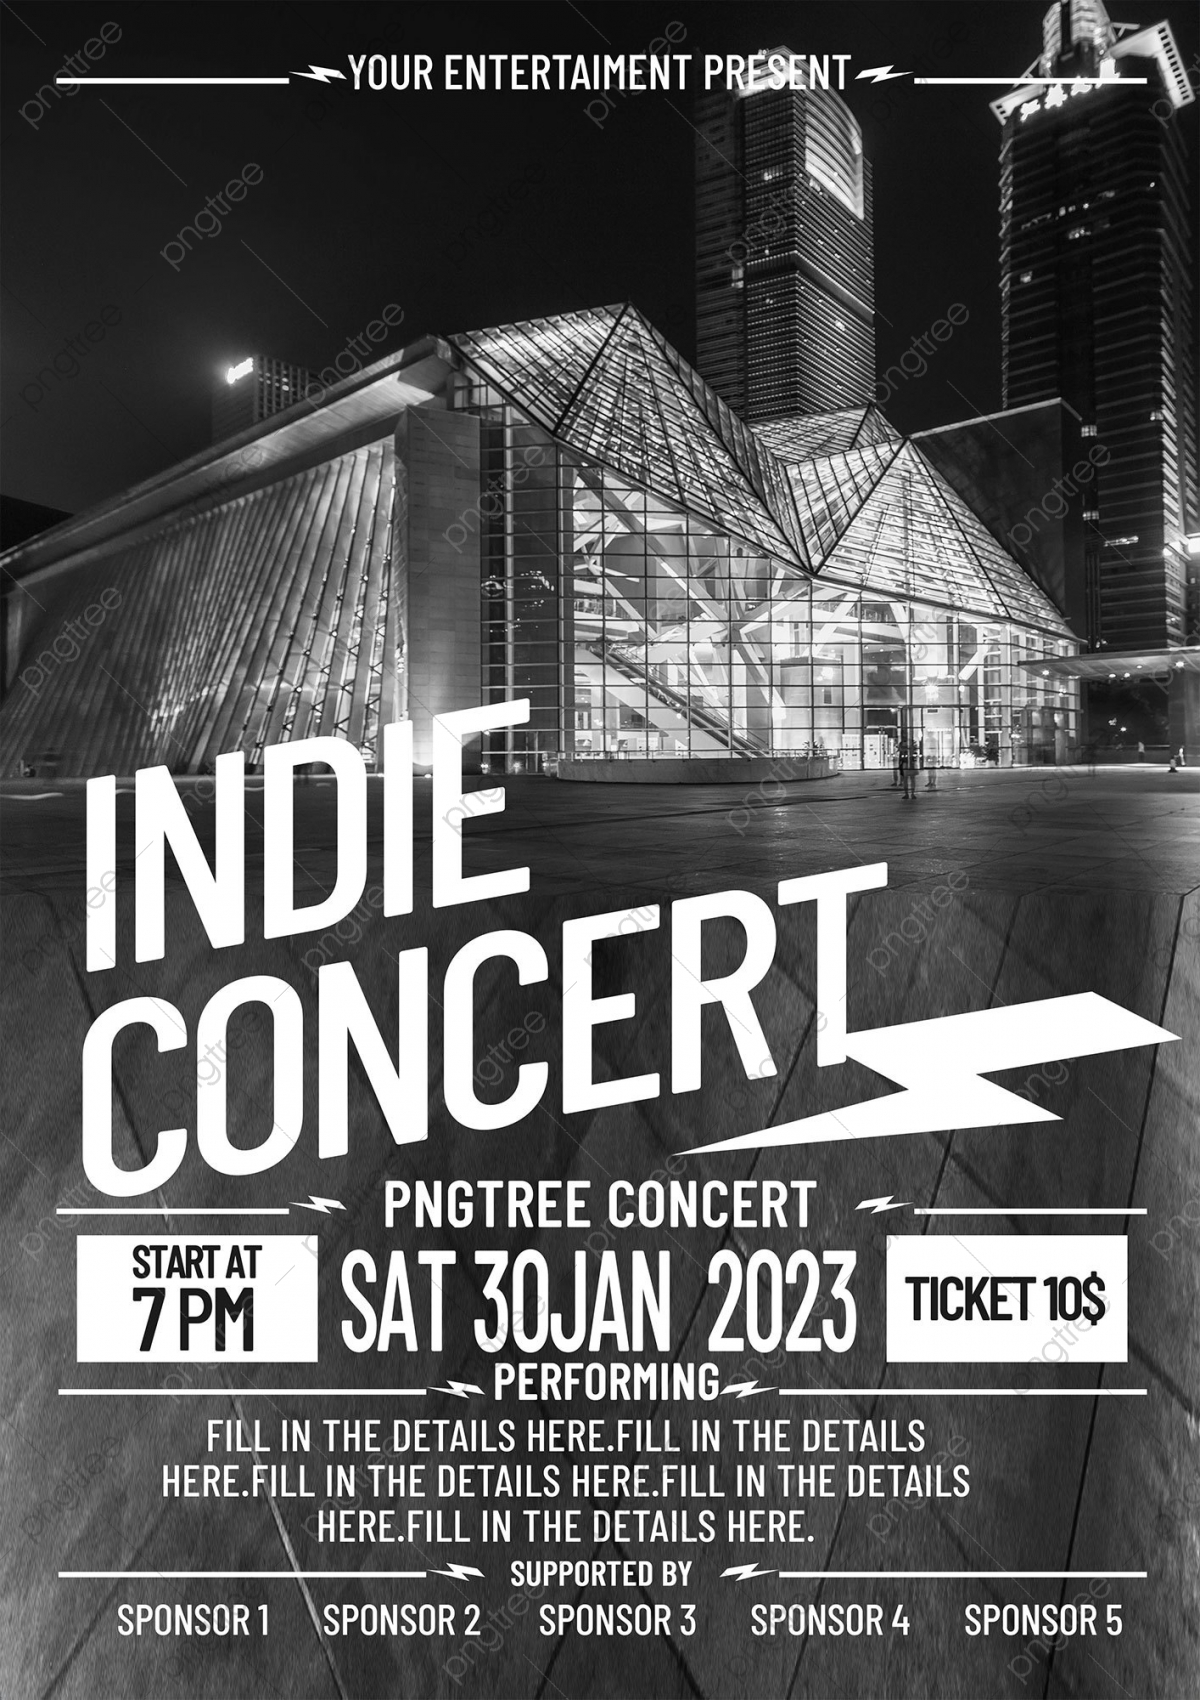 YOUR ENTERTAIMENT PRESENT
INDIE
CONCERT
PNGTREE CONCERT
START AT
7 PM
SAT 30JAN 2023
TICKET 10$
PERFORMING
FILL IN THE DETAILS HERE.FILL IN THE DETAILS
HERE.FILL IN THE DETAILS HERE.FILL IN THE DETAILS
HERE.FILL IN THE DETAILS HERE.
SUPPORTED BY
SPONSOR 1 SPONSOR 2 SPONSOR 3 SPONSOR 4 SPONSOR 5
pngtree